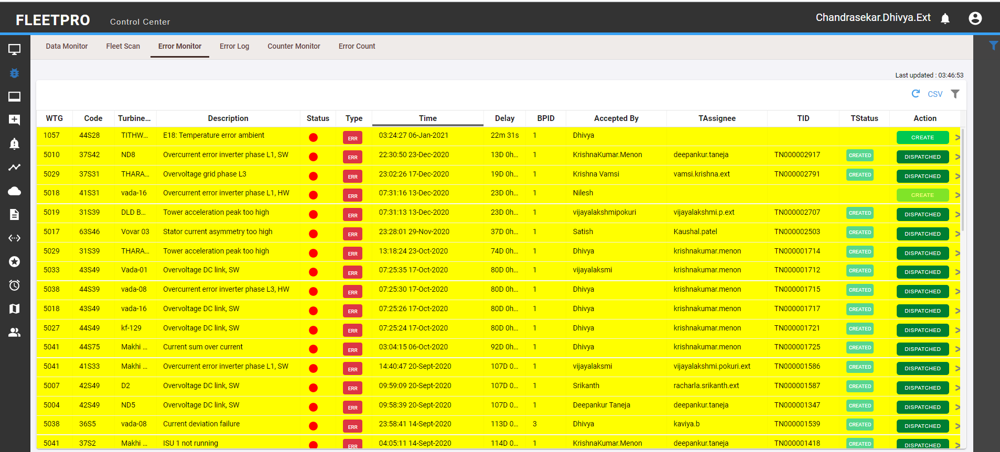 FLEETPRO Control Center Chandrasekar.Dhivya.Ext
Data Monitor Fleet Scan Error Monitor Error Log Counter Monitor Error Count
Last updated : 03:46:53
CSV
WTG Code Turbine... Description Status Type Time Delay BPID Accepted By TAssignee TID TStatus Action
1057 44S28 TITHW... E18: Temperature error ambient ERR 03:24:27 06-Jan-2021 22m 31s 1 Dhivya CREATE >
5010 37S42 ND8 Overcurrent error inverter phase L1, SW ERR 22:30:50 23-Dec-2020 13D 0h... 1 KrishnaKumar.Menon deepankur.taneja TN000002917 CREATED DISPATCHED >
5029 37S31 THARA... Overvoltage grid phase L3 ERR 23:02:26 17-Dec-2020 19D 0h... 1 Krishna Vamsi vamsi.krishna.ext TN000002791 CREATED DISPATCHED >
5018 41S31 vada-16 Overcurrent error inverter phase L1, HW ERR 07:31:16 13-Dec-2020 23D 0h... 1 Nilesh CREATE >
5019 31S39 DLD B... Tower acceleration peak too high ERR 07:31:13 13-Dec-2020 23D 0h... 1 vijayalakshmipokuri vijayalakshmi.p.ext TN000002707 CREATED DISPATCHED >
5017 63S46 Vovar 03 Stator current asymmetry too high ERR 23:28:01 29-Nov-2020 37D 0h... 1 Satish Kaushal.patel TN000002503 CREATED DISPATCHED >
5029 31S39 THARA... Tower acceleration peak too high ERR 13:18:24 23-Oct-2020 74D 0h... 1 Dhivya krishnakumar.menon TN000001714 CREATED DISPATCHED >
5033 43S49 Vada-01 Overvoltage DC link, SW ERR 07:25:35 17-Oct-2020 80D 0h... 1 vijayalaksmi krishnakumar.menon TN000001712 CREATED DISPATCHED >
5038 44S39 vada-08 Overcurrent error inverter phase L3, HW ERR 07:25:30 17-Oct-2020 80D 0h... 1 Dhivya krishnakumar.menon TN000001715 CREATED DISPATCHED >
5018 43S49 vada-16 Overvoltage DC link, SW ERR 07:25:26 17-Oct-2020 80D 0h... 1 Dhivya krishnakumar.menon TN000001717 CREATED DISPATCHED >
5027 44S49 kf-129 Overvoltage DC link, SW ERR 07:25:24 17-Oct-2020 80D 0h... 1 Dhivya krishnakumar.menon TN000001721 CREATED DISPATCHED >
5041 44S75 Makhi ... Current sum over current ERR 03:04:15 06-Oct-2020 92D 0h... 1 Dhivya krishnakumar.menon TN000001725 CREATED DISPATCHED >
5041 41S33 Makhi ... Overcurrent error inverter phase L1, SW ERR 14:40:47 20-Sept-2020 107D 0... 1 vijayalaksmi vijayalakshmi.pokuri.ext TN000001586 CREATED DISPATCHED >
5007 42S49 D2 Overvoltage DC link, SW ERR 09:59:09 20-Sept-2020 107D 0... 1 Srikanth racharla.srikanth.ext TN000001587 CREATED DISPATCHED >
5004 42S49 ND5 Overvoltage DC link, SW ERR 09:58:39 20-Sept-2020 107D 0... 1 Deepankur Taneja deepankur.taneja TN000001347 CREATED DISPATCHED >
5038 36S5 vada-08 Current deviation failure ERR 23:58:41 14-Sept-2020 113D 0... 3 Dhivya kaviya.b TN000001539 CREATED DISPATCHED >
5041 37S2 Makhi ... ISU 1 not running ERR 04:05:11 14-Sept-2020 114D 0... 1 KrishnaKumar.Menon deepankur.taneja TN000001418 CREATED DISPATCHED >